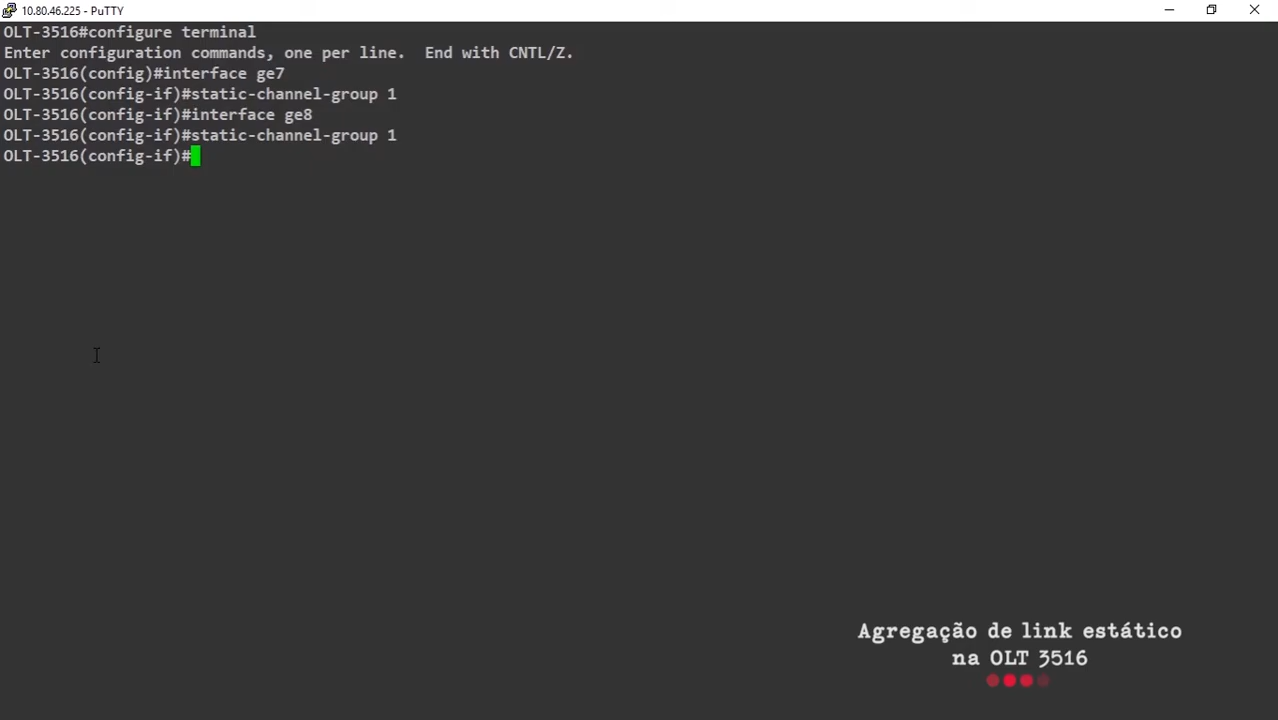 10.80.46.225 - PuTTY
OLT-3516#configure terminal
Enter configuration commands, one per line.  End with CNTL/Z.
OLT-3516(config)#interface ge7
OLT-3516(config-if)#static-channel-group 1
OLT-3516(config-if)#interface ge8
OLT-3516(config-if)#static-channel-group 1
OLT-3516(config-if)#
Agregação de link estático
na OLT 3516